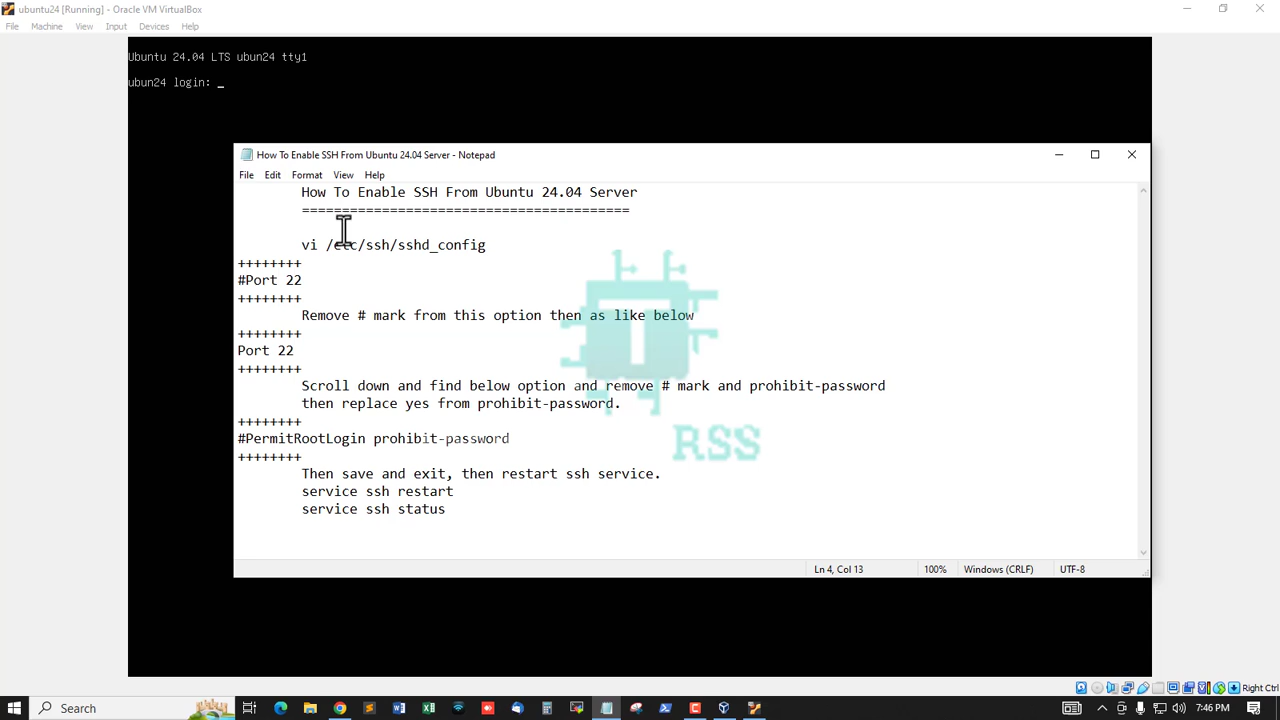 ubuntu24 [Running] - Oracle VM VirtualBox
File Machine View Input Devices Help
Ubuntu 24.04 LTS ubun24 tty1
ubun24 login: _
How To Enable SSH From Ubuntu 24.04 Server - Notepad
File Edit Format View Help
How To Enable SSH From Ubuntu 24.04 Server
=========================================
vi /etc/ssh/sshd_config
++++++++
#Port 22
++++++++
Remove # mark from this option then as like below
++++++++
Port 22
++++++++
Scroll down and find below option and remove # mark and prohibit-password
then replace yes from prohibit-password.
++++++++
#PermitRootLogin prohibit-password
++++++++
Then save and exit, then restart ssh service.
service ssh restart
service ssh status
T
RSS
Ln 4, Col 13 100% Windows (CRLF) UTF-8
Right Ctrl
Search
7:46 PM